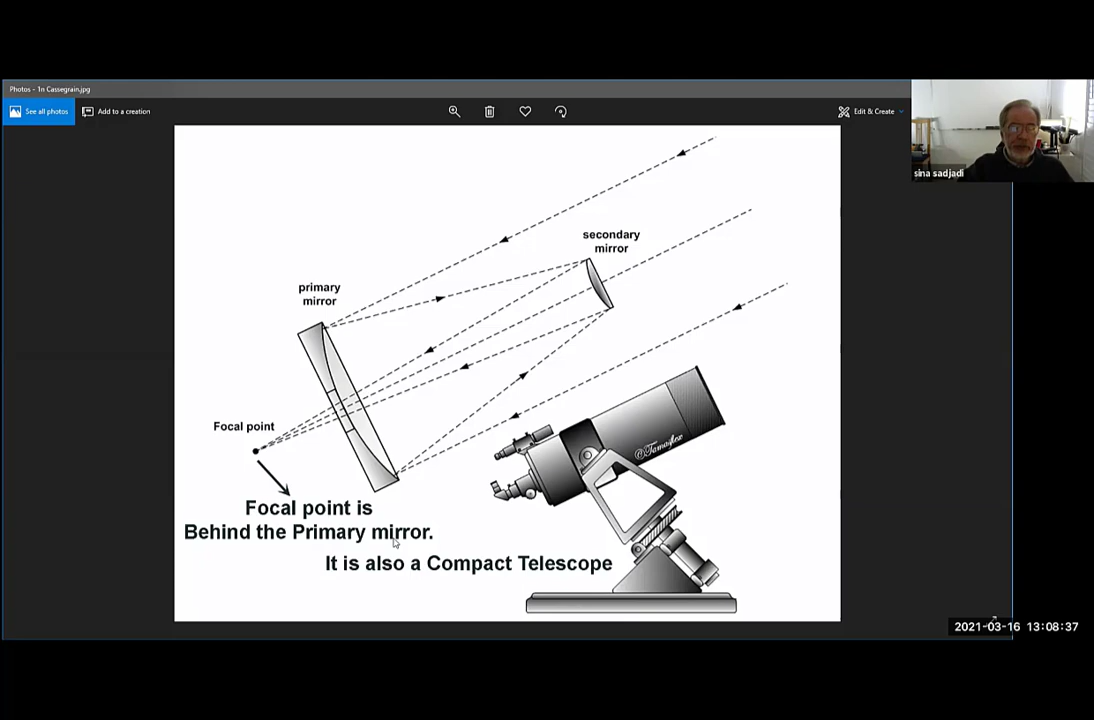 Photos - 1n Cassegrain.jpg
See all photos
Add to a creation
Edit & Create
sina sadjadi
secondary
mirror
primary
mirror
Focal point
©Tamasflex
Focal point is
Behind the Primary mirror.
It is also a Compact Telescope
2021-03-16 13:08:37